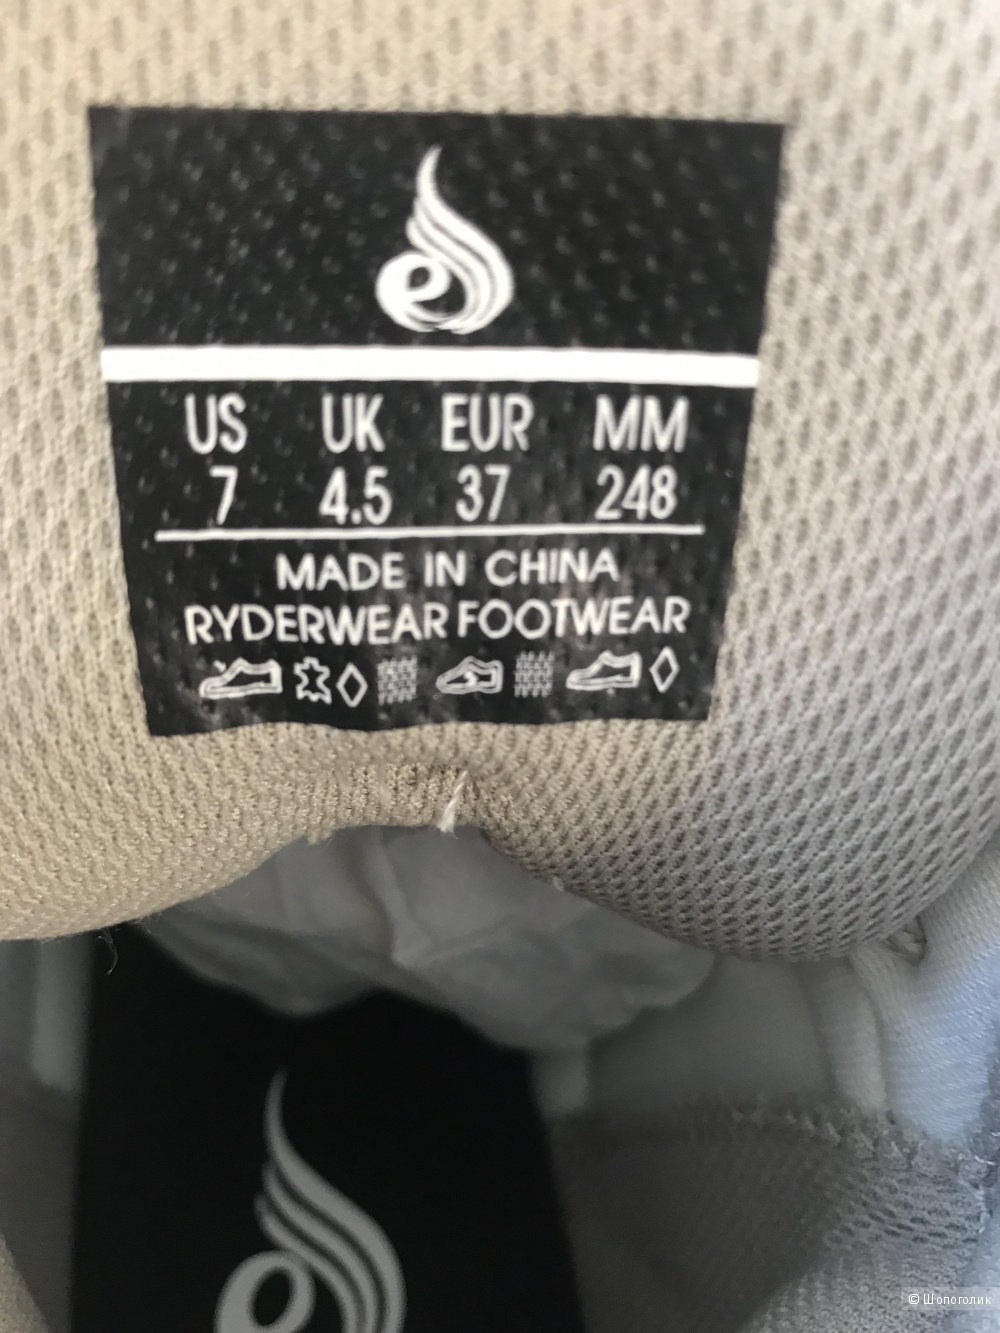 US UK EUR MM
7 4.5 37 248
MADE IN CHINA
RYDERWEAR FOOTWEAR
© Шопоголик